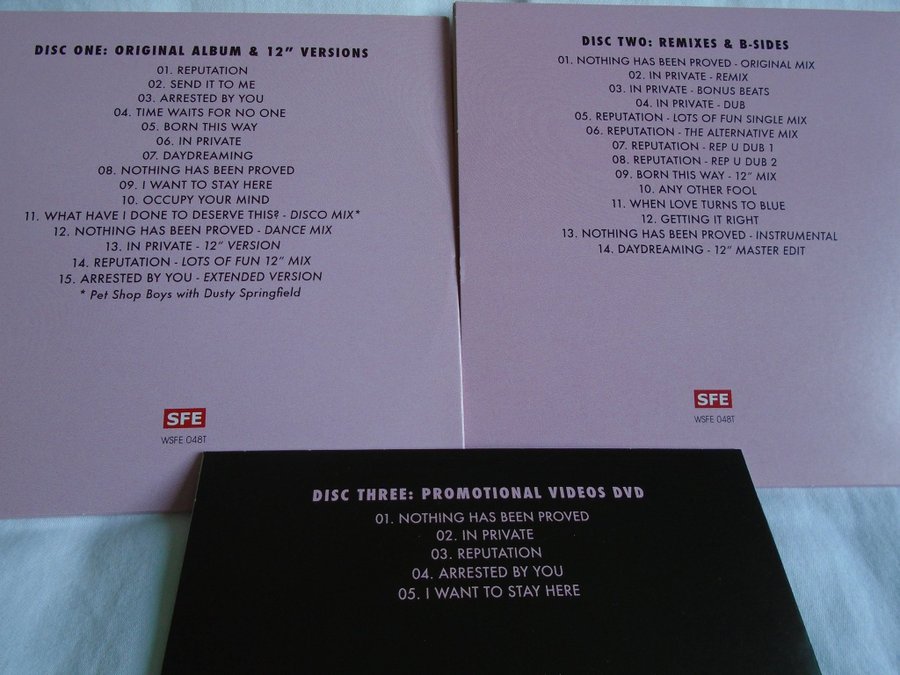 DISC ONE: ORIGINAL ALBUM & 12” VERSIONS
01. REPUTATION
02. SEND IT TO ME
03. ARRESTED BY YOU
04. TIME WAITS FOR NO ONE
05. BORN THIS WAY
06. IN PRIVATE
07. DAYDREAMING
08. NOTHING HAS BEEN PROVED
09. I WANT TO STAY HERE
10. OCCUPY YOUR MIND
11. WHAT HAVE I DONE TO DESERVE THIS? - DISCO MIX*
12. NOTHING HAS BEEN PROVED - DANCE MIX
13. IN PRIVATE - 12” VERSION
14. REPUTATION - LOTS OF FUN 12” MIX
15. ARRESTED BY YOU - EXTENDED VERSION
* Pet Shop Boys with Dusty Springfield
SFE
WSFE 048T
DISC TWO: REMIXES & B-SIDES
01. NOTHING HAS BEEN PROVED - ORIGINAL MIX
02. IN PRIVATE - REMIX
03. IN PRIVATE - BONUS BEATS
04. IN PRIVATE - DUB
05. REPUTATION - LOTS OF FUN SINGLE MIX
06. REPUTATION - THE ALTERNATIVE MIX
07. REPUTATION - REP U DUB 1
08. REPUTATION - REP U DUB 2
09. BORN THIS WAY - 12” MIX
10. ANY OTHER FOOL
11. WHEN LOVE TURNS TO BLUE
12. GETTING IT RIGHT
13. NOTHING HAS BEEN PROVED - INSTRUMENTAL
14. DAYDREAMING - 12” MASTER EDIT
SFE
WSFE 048T
DISC THREE: PROMOTIONAL VIDEOS DVD
01. NOTHING HAS BEEN PROVED
02. IN PRIVATE
03. REPUTATION
04. ARRESTED BY YOU
05. I WANT TO STAY HERE